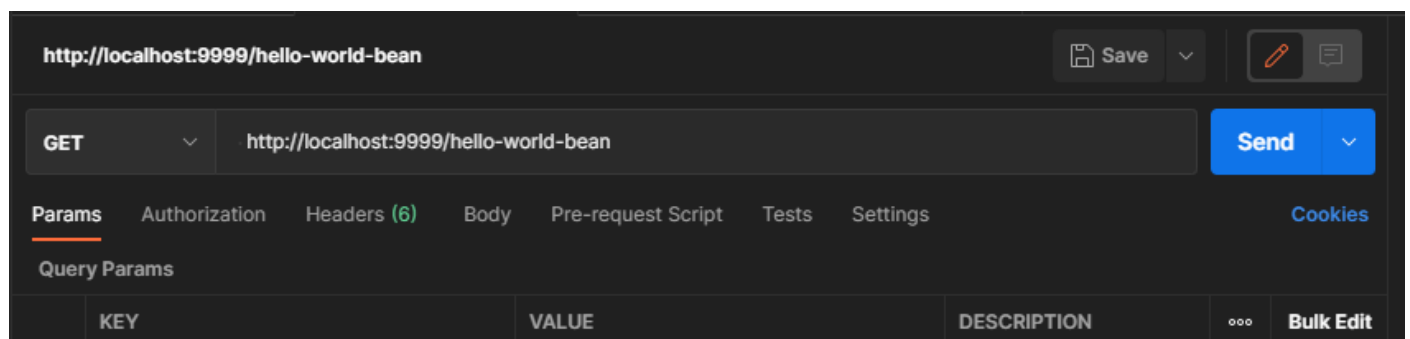 http://localhost:9999/hello-world-bean Save
GET http://localhost:9999/hello-world-bean Send
Params Authorization Headers (6) Body Pre-request Script Tests Settings Cookies
Query Params
KEY VALUE DESCRIPTION ooo Bulk Edit